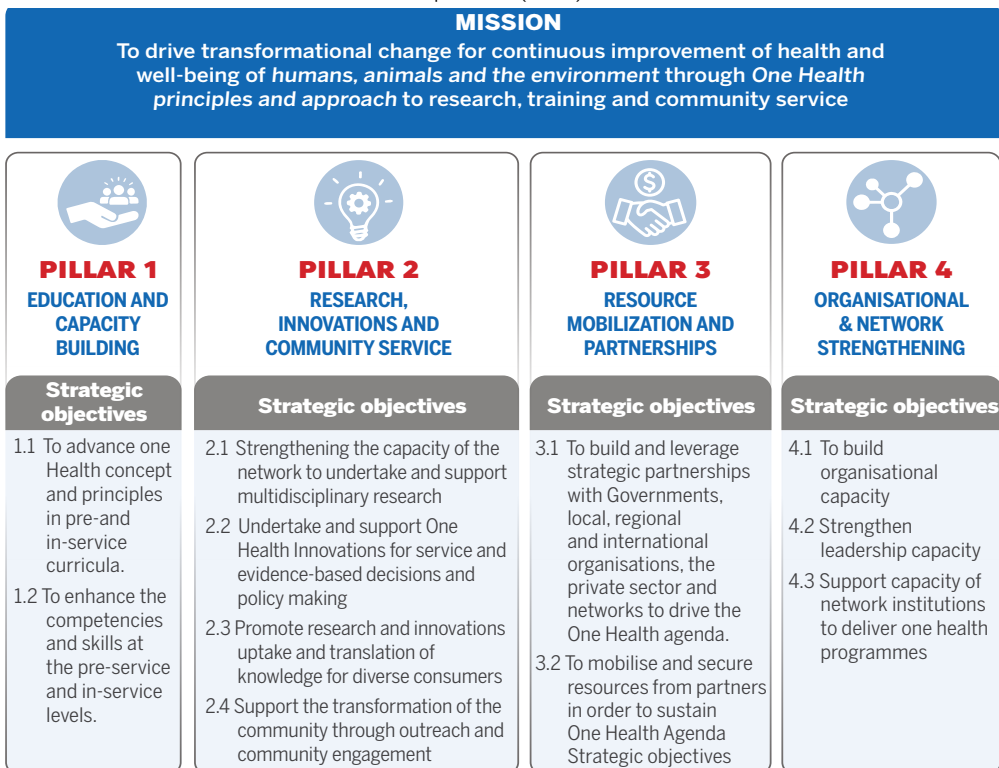 MISSION
To drive transformational change for continuous improvement of health and
well-being of humans, animals and the environment through One Health
principles and approach to research, training and community service
$
PILLAR 1
EDUCATION AND
CAPACITY
BUILDING
Strategic
objectives
1.1 To advance one
Health concept
and principles
in pre-and
in-service
curricula.
1.2 To enhance the
competencies
and skills at
the pre-service
and in-service
levels.
PILLAR 2
RESEARCH,
INNOVATIONS AND
COMMUNITY SERVICE
Strategic objectives
2.1 Strengthening the capacity of the
network to undertake and support
multidisciplinary research
2.2 Undertake and support One
Health Innovations for service and
evidence-based decisions and
policy making
2.3 Promote research and innovations
uptake and translation of
knowledge for diverse consumers
2.4 Support the transformation of the
community through outreach and
community engagement
PILLAR 3
RESOURCE
MOBILIZATION AND
PARTNERSHIPS
Strategic objectives
3.1 To build and leverage
strategic partnerships
with Governments,
local, regional
and international
organisations, the
private sector and
networks to drive the
One Health agenda.
3.2 To mobilise and secure
resources from partners
in order to sustain
One Health Agenda
Strategic objectives
PILLAR 4
ORGANISATIONAL
& NETWORK
STRENGTHENING
Strategic objectives
4.1 To build
organisational
capacity
4.2 Strengthen
leadership capacity
4.3 Support capacity of
network institutions
to deliver one health
programmes